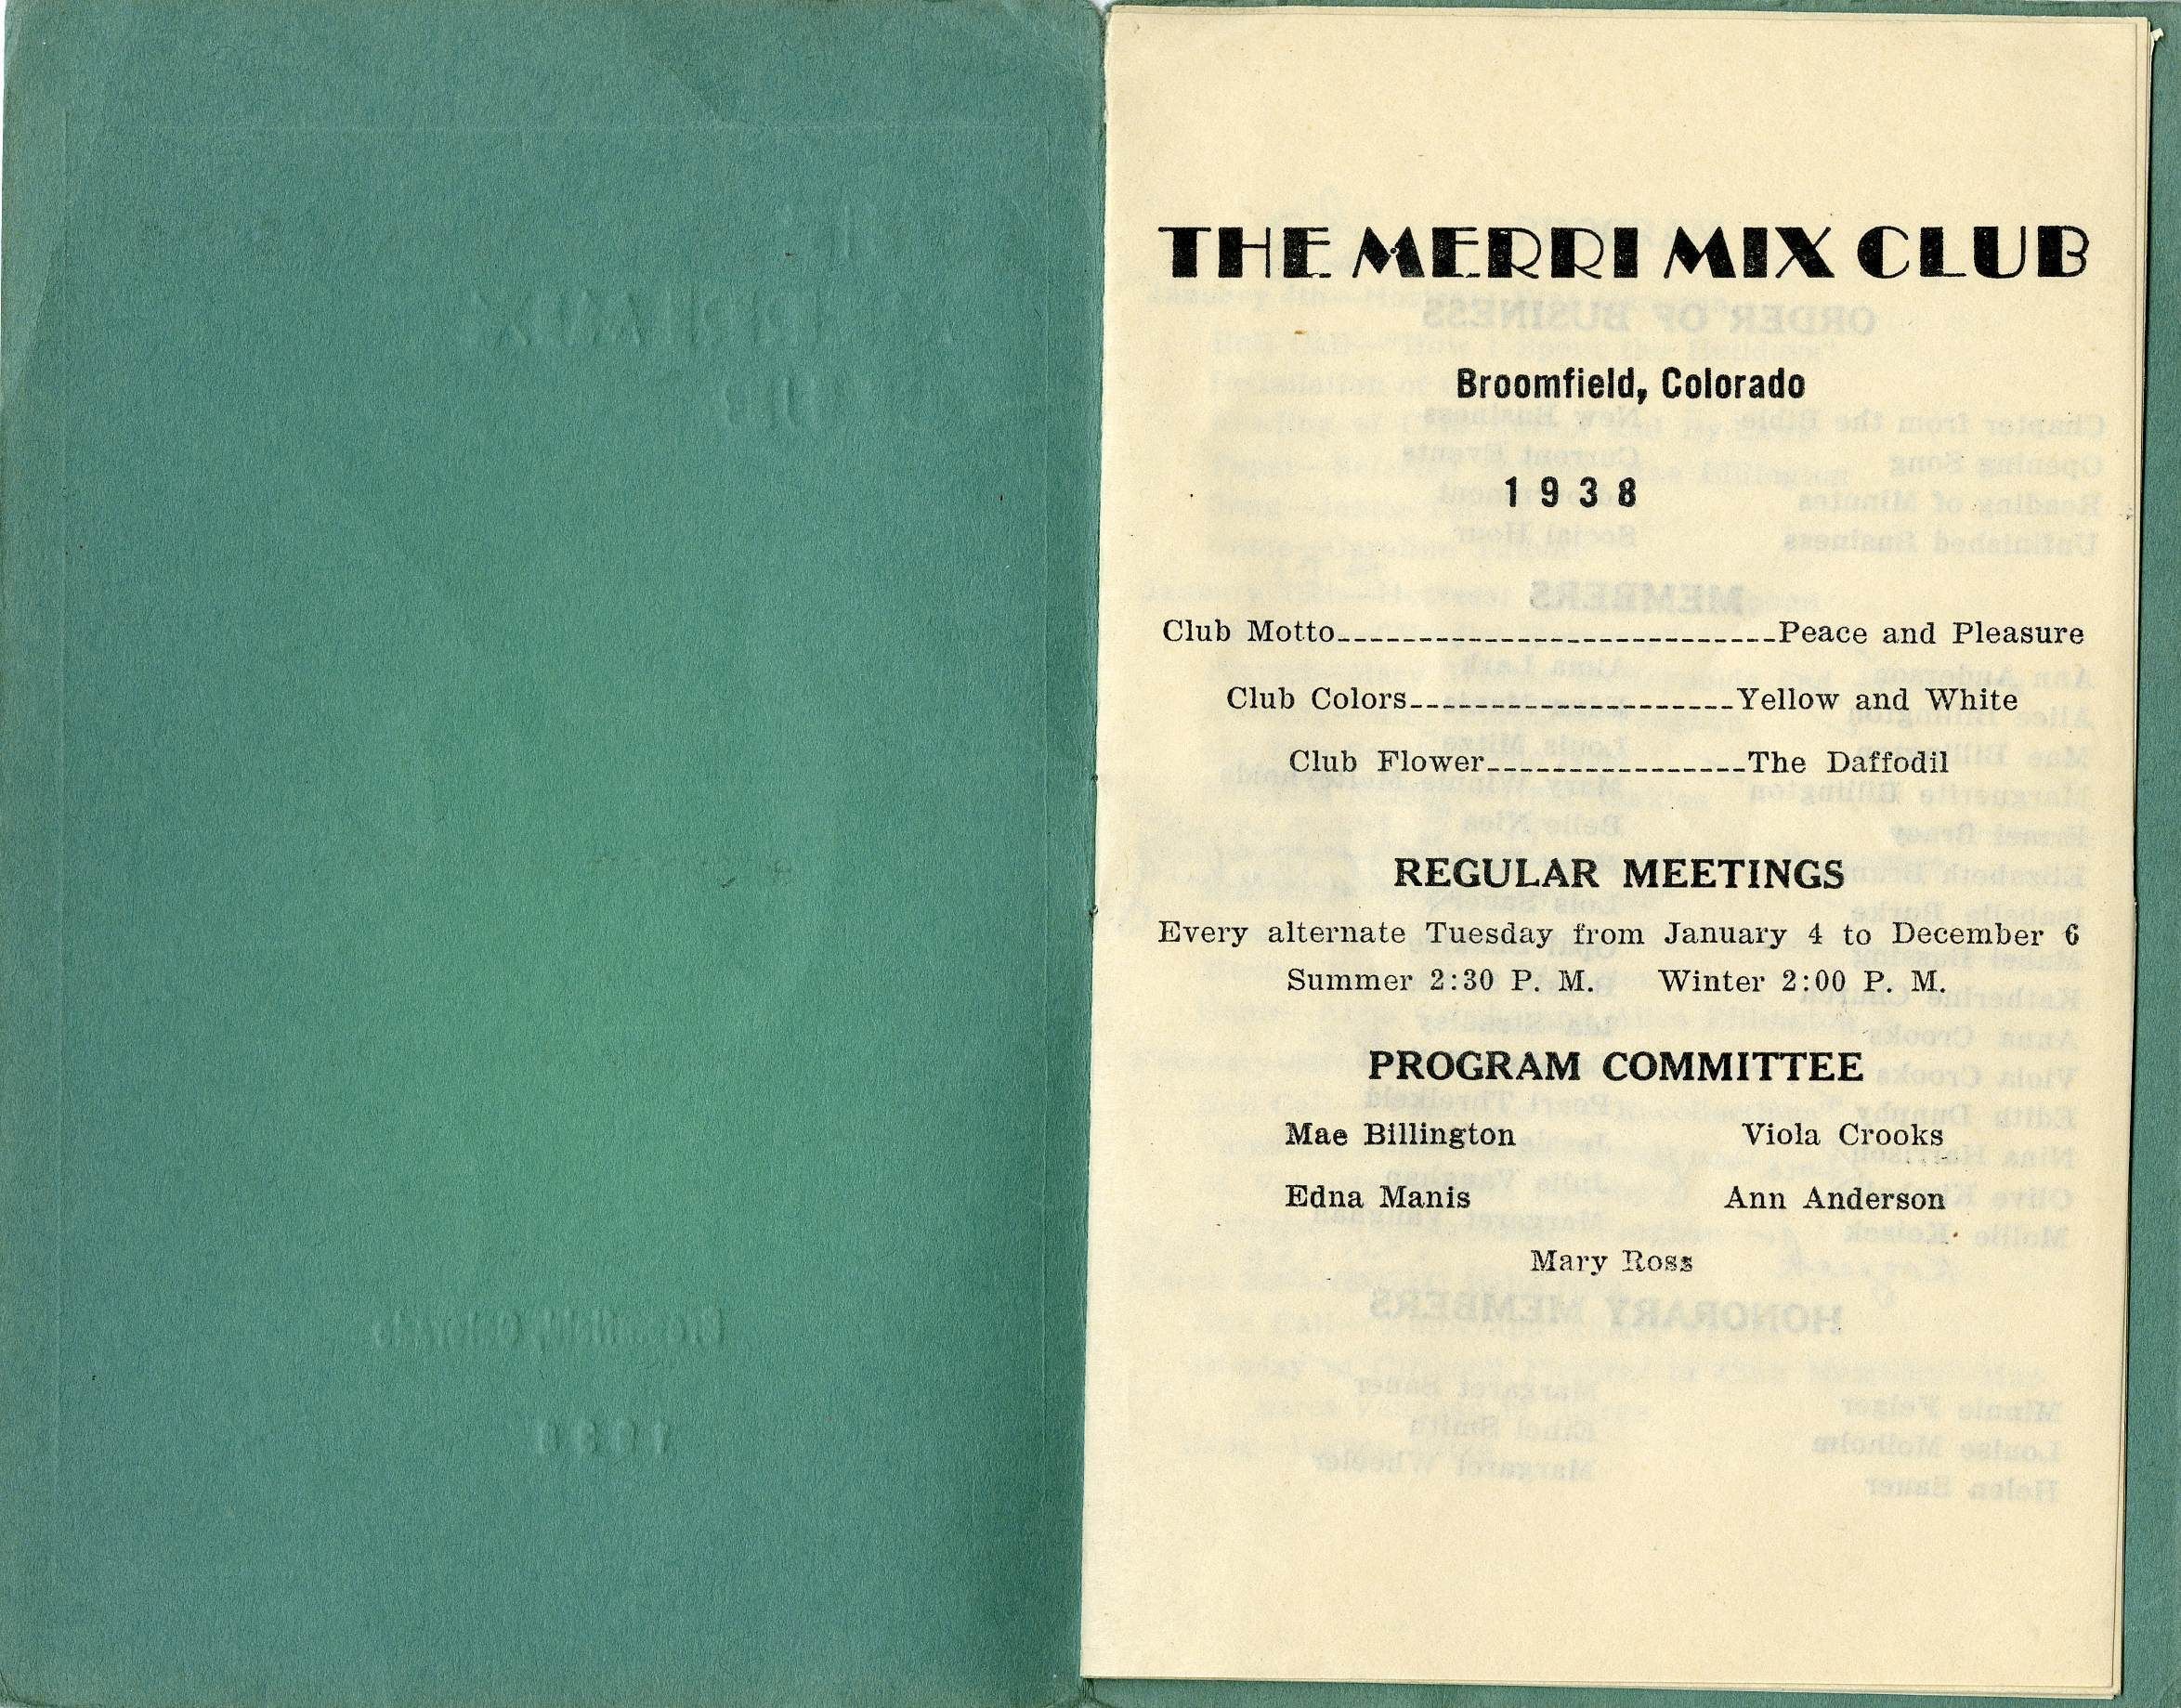 THE MERRI MIX CLUB
Broomfield, Colorado
1938
Club Motto---------------------------Peace and Pleasure
Club Colors--------------------Yellow and White
Club Flower----------------The Daffodil
REGULAR MEETINGS
Every alternate Tuesday from January 4 to December 6
Summer 2:30 P. M. Winter 2:00 P. M.
PROGRAM COMMITTEE
Mae Billington Viola Crooks
Edna Manis Ann Anderson
Mary Ross